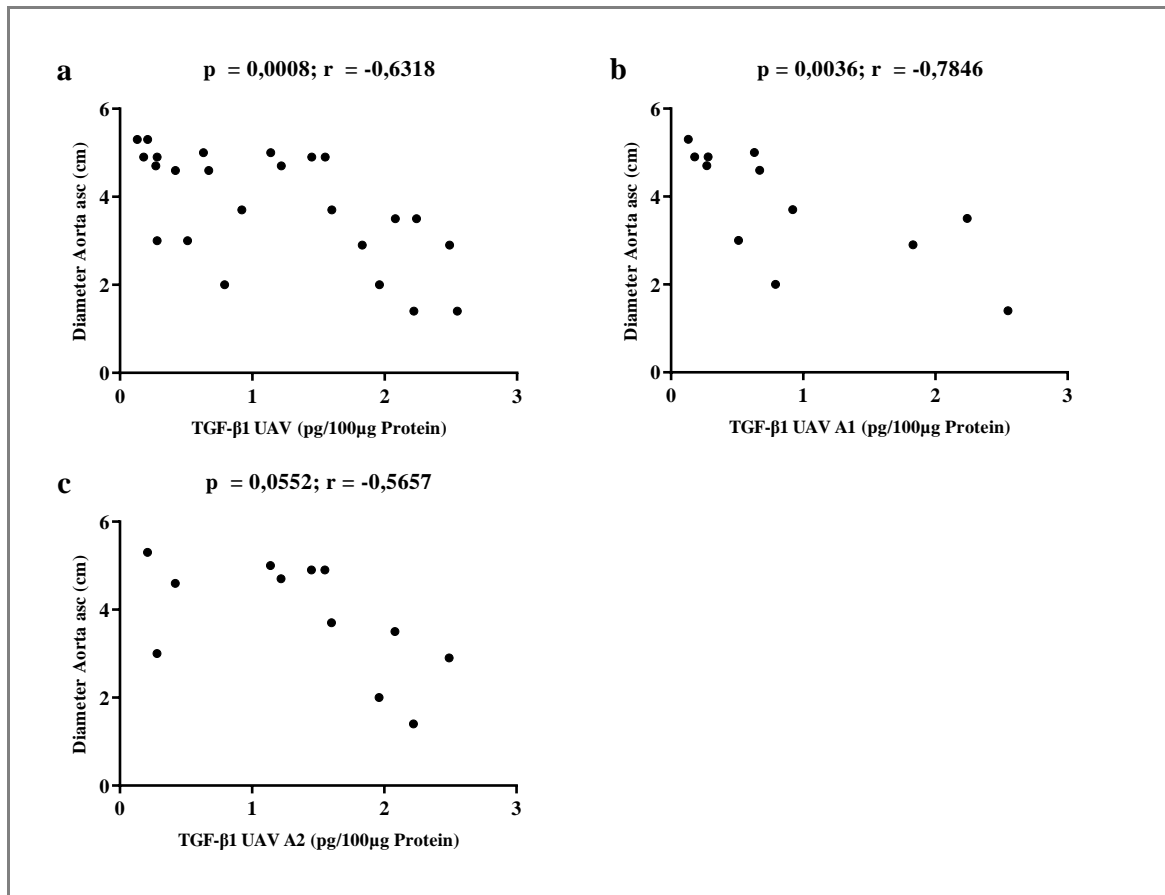 a
p = 0,0008; r = -0,6318
Diameter Aorta asc (cm)
6
4
2
0
0 1 2 3
TGF-β1 UAV (pg/100µg Protein)
b
p = 0,0036; r = -0,7846
Diameter Aorta asc (cm)
6
4
2
0
0 1 2 3
TGF-β1 UAV A1 (pg/100µg Protein)
c
p = 0,0552; r = -0,5657
Diameter Aorta asc (cm)
6
4
2
0
0 1 2 3
TGF-β1 UAV A2 (pg/100µg Protein)